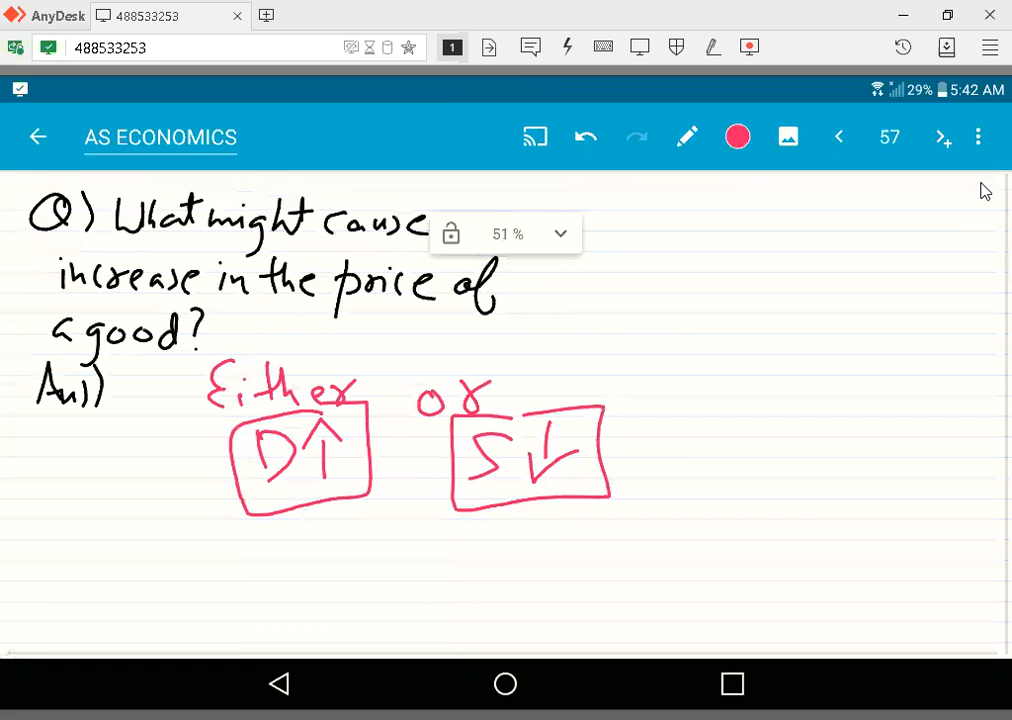 AnyDesk
488533253
488533253
1
29% 5:42 AM
AS ECONOMICS
57
Q) What might cause
51 %
increase in the price of
a good?
Ans)
Either or
D↑ S↓